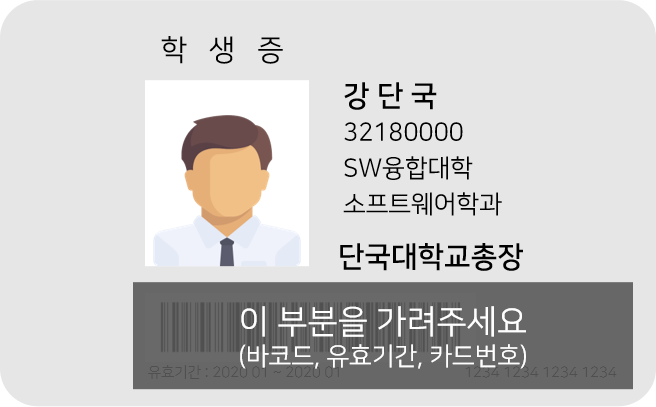 학 생 증
강 단 국
32180000
SW융합대학
소프트웨어학과
단국대학교총장
이 부분을 가려주세요
(바코드, 유효기간, 카드번호)
유효기간 : 2020 01 ~ 2020 01
1234 1234 1234 1234